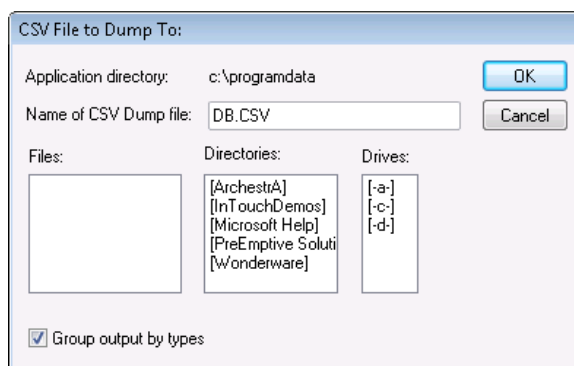 CSV File to Dump To:
Application directory: c:\programdata OK
Name of CSV Dump file: DB.CSV Cancel
Files: Directories: Drives:
[ArchestrA] [-a-]
[InTouchDemos] [-c-]
[Microsoft Help] [-d-]
[PreEmptive Soluti
[Wonderware]
Group output by types